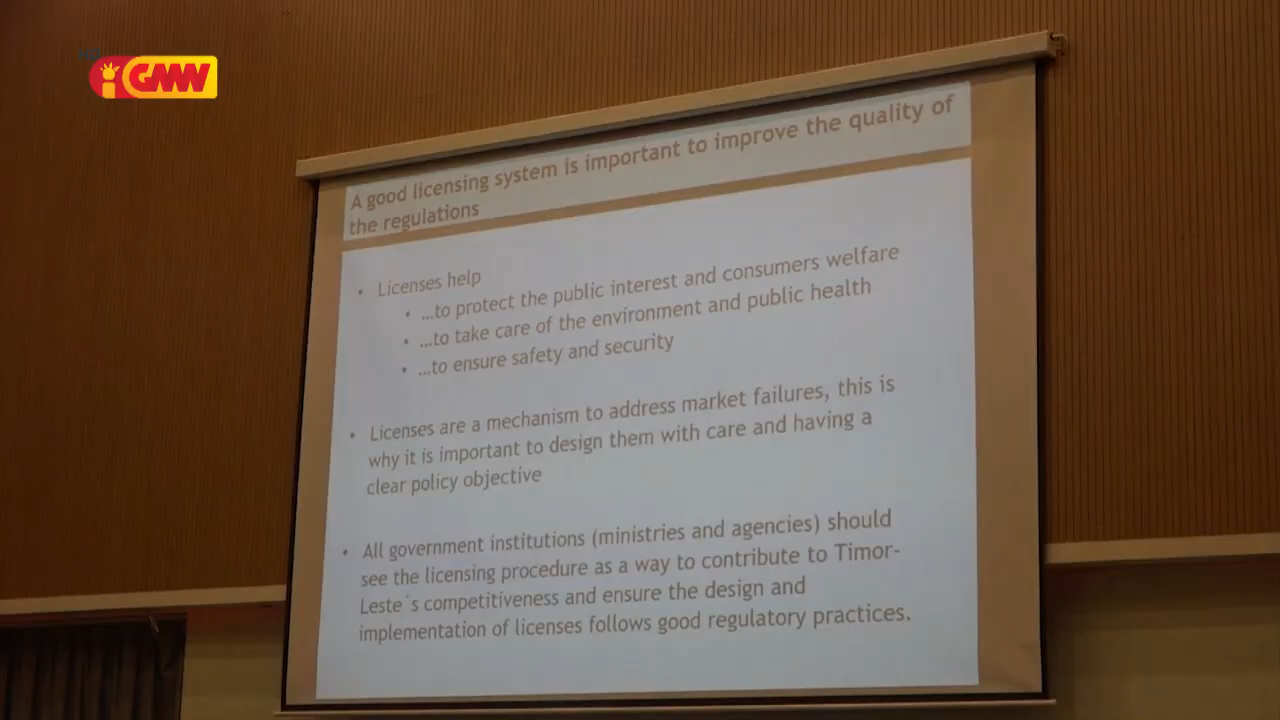 GMN
A good licensing system is important to improve the quality of
the regulations
• Licenses help
• …to protect the public interest and consumers welfare
• …to take care of the environment and public health
• …to ensure safety and security
• Licenses are a mechanism to address market failures, this is
why it is important to design them with care and having a
clear policy objective
• All government institutions (ministries and agencies) should
see the licensing procedure as a way to contribute to Timor-
Leste´s competitiveness and ensure the design and
implementation of licenses follows good regulatory practices.